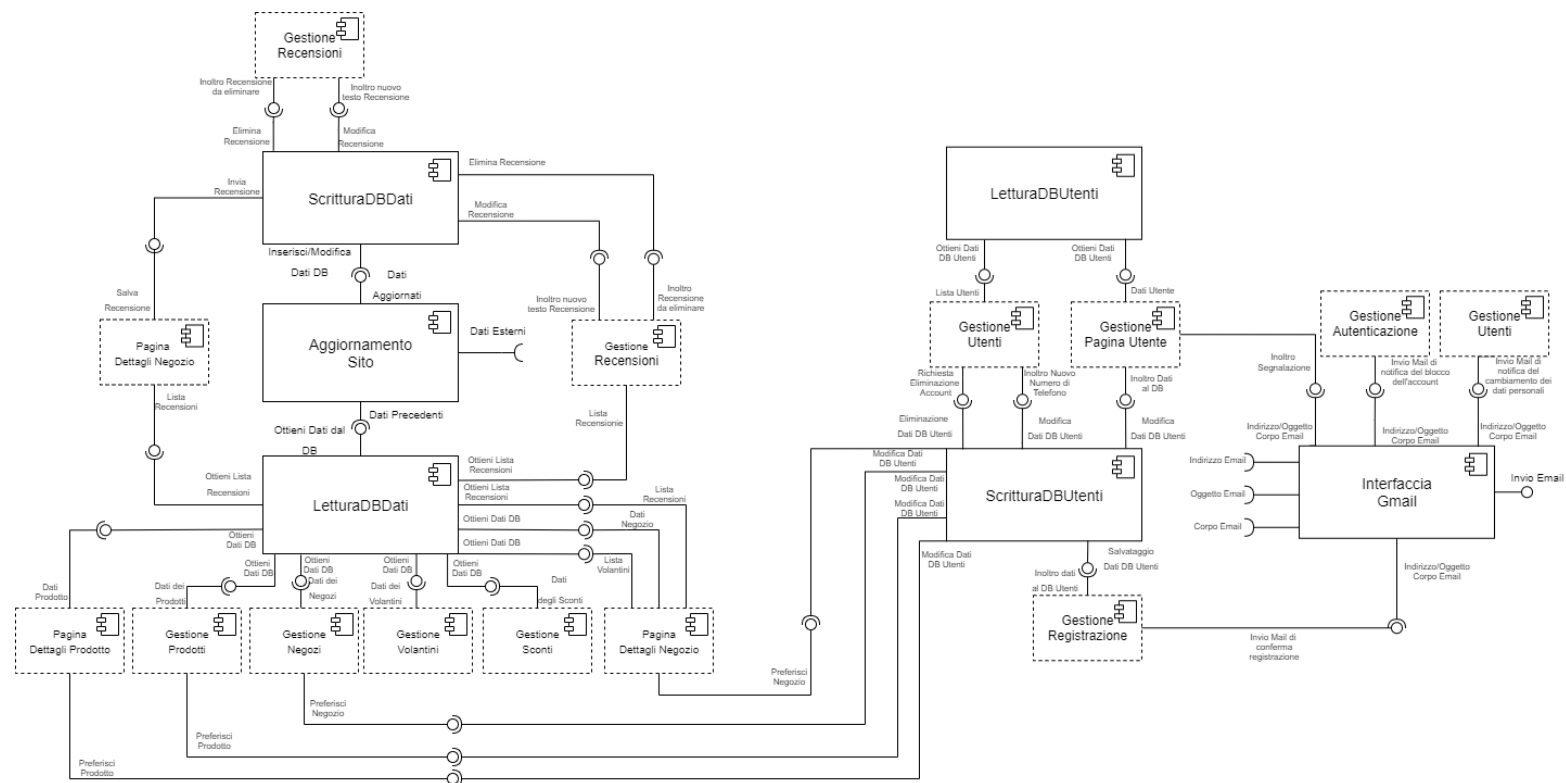 Gestione
Recensioni
Inoltro Recensione
da eliminare
Inoltro nuovo
testo Recensione
Elimina
Recensione
Modifica
Recensione
ScritturaDBDati
Elimina Recensione
Invia
Recensione
Modifica
Recensione
Inserisci/Modifica
Dati DB
Dati
Aggiornati
Salva
Recensione
Inoltro nuovo
testo Recensione
Inoltro
Recensione
da eliminare
Pagina
Dettagli Negozio
Aggiornamento
Sito
Dati Esterni
Gestione
Recensioni
Lista
Recensioni
Dati Precedenti
Ottieni Dati dal
DB
Lista
Recensionie
Ottieni Lista
Recensioni
LetturaDBDati
Ottieni Lista
Recensioni
Ottieni Lista
Recensioni
Ottieni Dati DB
Ottieni Dati DB
Lista
Recensioni
Dati
Negozio
Lista
Volantini
Ottieni
Dati DB
Ottieni
Dati DB
Ottieni
Dati DB
Ottieni
Dati DB
Ottieni
Dati DB
Dati
Prodotto
Dati dei
Prodotti
Dati dei
Negozi
Dati dei
Volantini
Dati
degli Sconti
Pagina
Dettagli Prodotto
Gestione
Prodotti
Gestione
Negozi
Gestione
Volantini
Gestione
Sconti
Pagina
Dettagli Negozio
Preferisci
Negozio
Preferisci
Negozio
Preferisci
Prodotto
Preferisci
Prodotto
LetturaDBUtenti
Ottieni Dati
DB Utenti
Ottieni Dati
DB Utenti
Lista Utenti
Dati Utente
Gestione
Utenti
Gestione
Pagina Utente
Gestione
Autenticazione
Gestione
Utenti
Richiesta
Eliminazione
Account
Inoltro Nuovo
Numero di
Telefono
Inoltro Dati
al DB
Inoltro
Segnalazione
Invio Mail di
notifica del blocco
dell'account
Invio Mail di
notifica del
cambiamento dei
dati personali
Eliminazione
Dati DB Utenti
Modifica
Dati DB Utenti
Modifica
Dati DB Utenti
Indirizzo/Oggetto
Corpo Email
Indirizzo/Oggetto
Corpo Email
Indirizzo/Oggetto
Corpo Email
Modifica Dati
DB Utenti
Modifica Dati
DB Utenti
Modifica Dati
DB Utenti
Modifica Dati
DB Utenti
ScritturaDBUtenti
Indirizzo Email
Oggetto Email
Corpo Email
Interfaccia
Gmail
Invio Email
Salvataggio
Dati DB Utenti
Inoltro dati
al DB Utenti
Indirizzo/Oggetto
Corpo Email
Gestione
Registrazione
Invio Mail di
conferma
registrazione